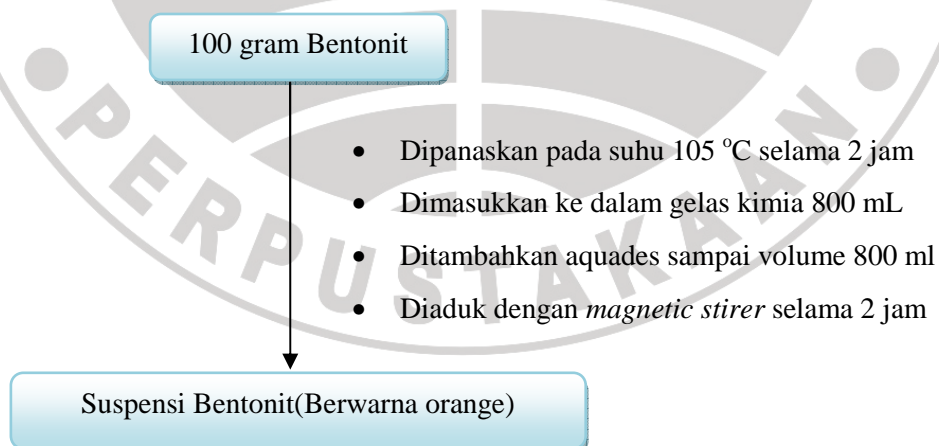 100 gram Bentonit
• Dipanaskan pada suhu 105 °C selama 2 jam
• Dimasukkan ke dalam gelas kimia 800 mL
• Ditambahkan aquades sampai volume 800 ml
• Diaduk dengan magnetic stirer selama 2 jam
PERPUSTAKAAN
Suspensi Bentonit(Berwarna orange)